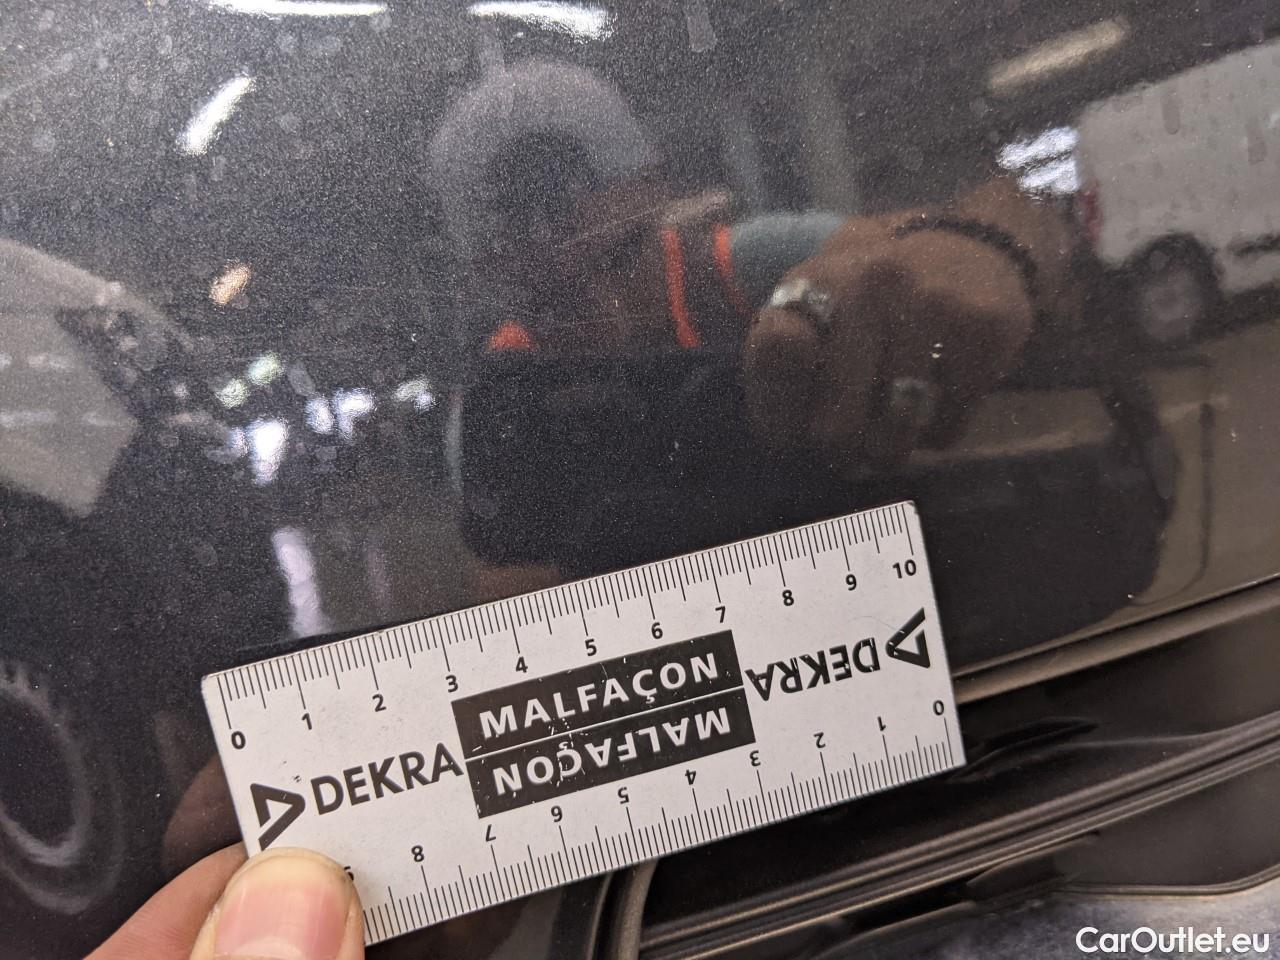 0 1 2 3 4 5 6 7 8 9 10
DEKRA MALFAÇON DEKRA
MALFAÇON
8 7 6 5 4 3 2 1 0
CarOutlet.eu